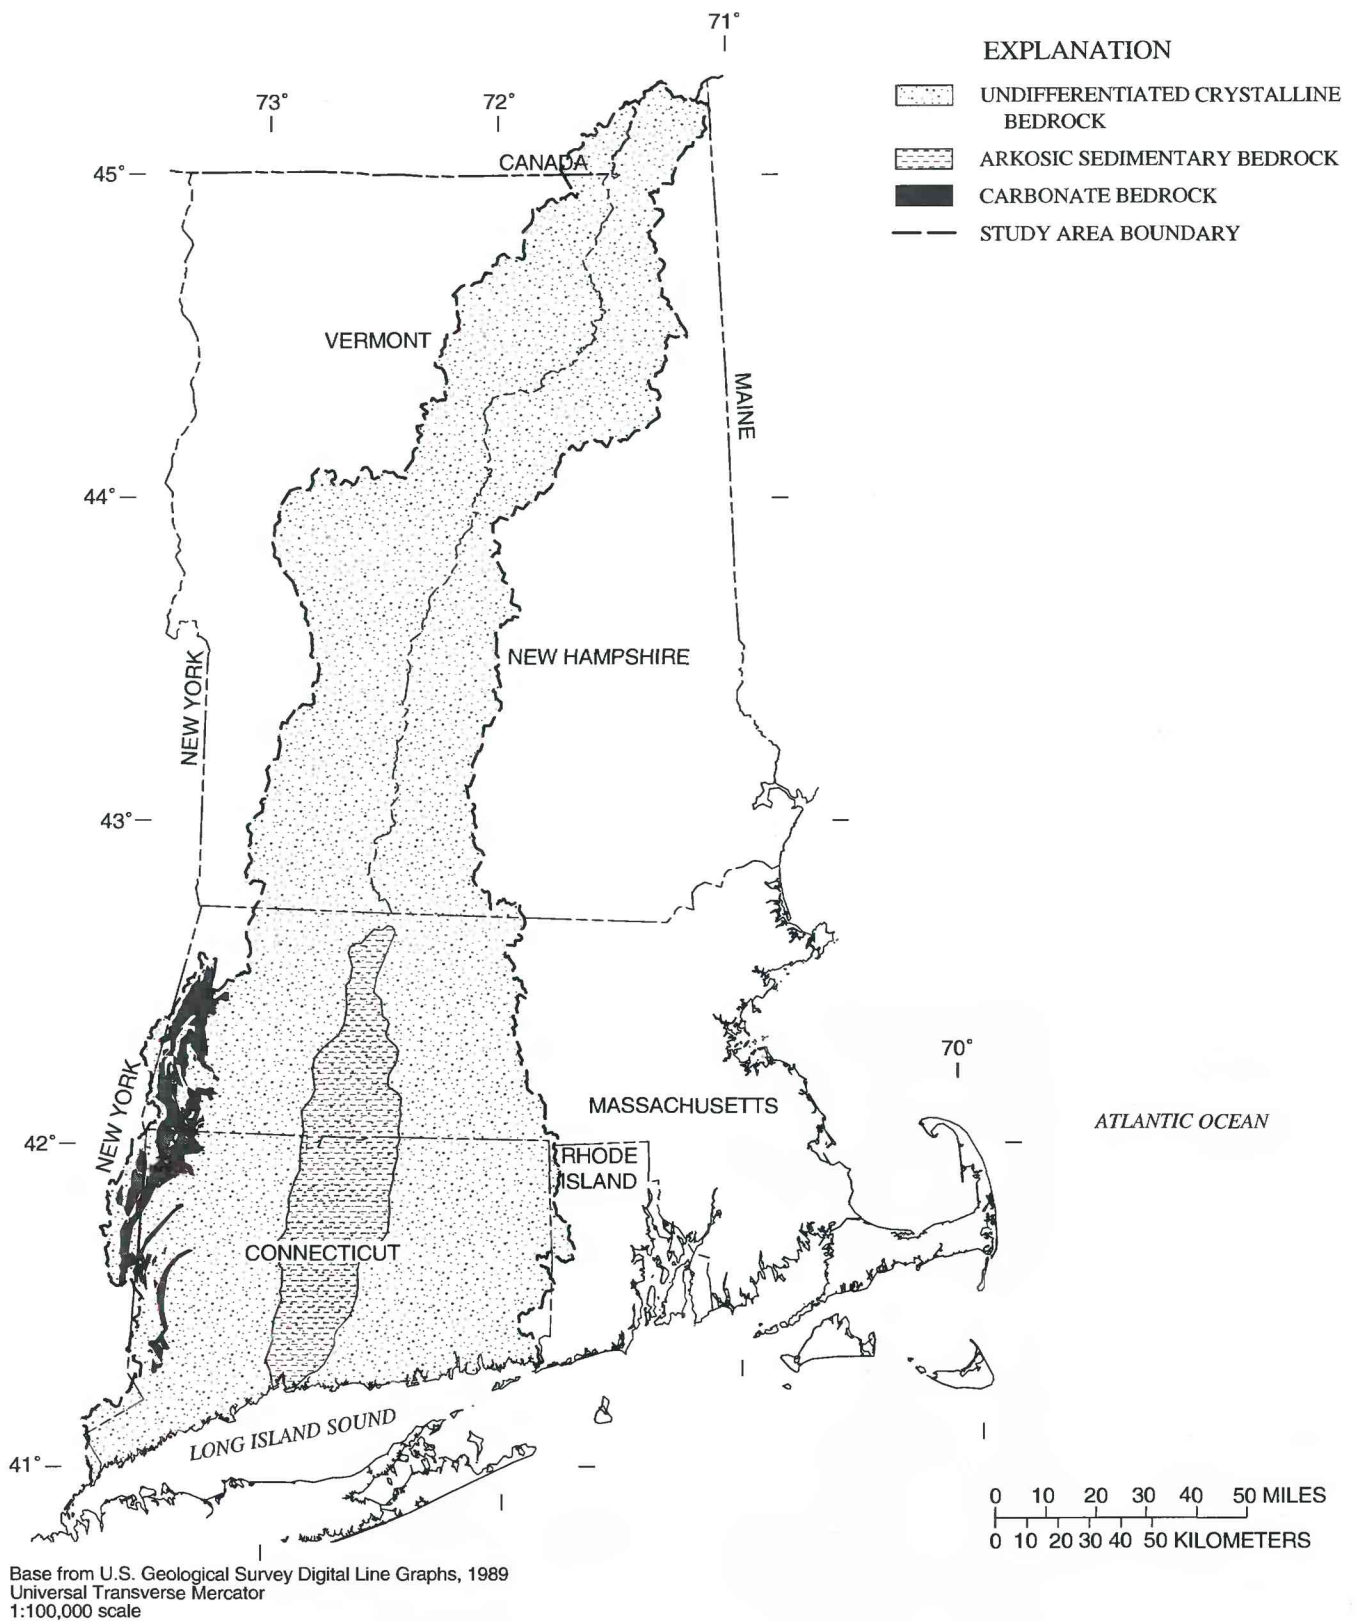 71°
EXPLANATION
UNDIFFERENTIATED CRYSTALLINE
BEDROCK
ARKOSIC SEDIMENTARY BEDROCK
CARBONATE BEDROCK
STUDY AREA BOUNDARY
73°
72°
CANADA
45°
VERMONT
MAINE
44°
NEW HAMPSHIRE
NEW YORK
43°
70°
NEW YORK
MASSACHUSETTS
ATLANTIC OCEAN
42°
RHODE
ISLAND
CONNECTICUT
LONG ISLAND SOUND
41°
0 10 20 30 40 50 MILES
0 10 20 30 40 50 KILOMETERS
Base from U.S. Geological Survey Digital Line Graphs, 1989
Universal Transverse Mercator
1:100,000 scale